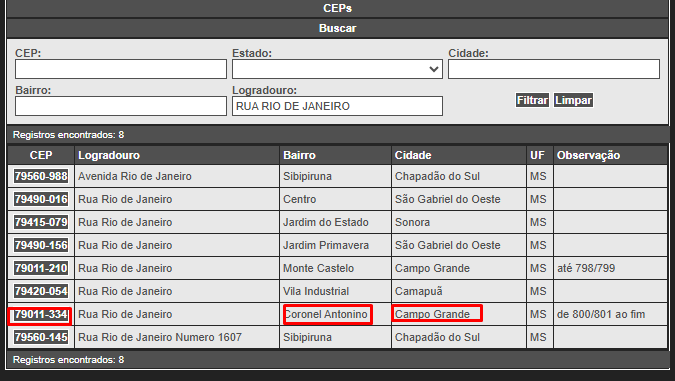 CEPs
Buscar
CEP: Estado: Cidade:
Bairro: Logradouro:
RUA RIO DE JANEIRO Filtrar Limpar
Registros encontrados: 8
CEP Logradouro Bairro Cidade UF Observação
79560-988 Avenida Rio de Janeiro Sibipiruna Chapadão do Sul MS
79490-016 Rua Rio de Janeiro Centro São Gabriel do Oeste MS
79415-079 Rua Rio de Janeiro Jardim do Estado Sonora MS
79490-156 Rua Rio de Janeiro Jardim Primavera São Gabriel do Oeste MS
79011-210 Rua Rio de Janeiro Monte Castelo Campo Grande MS até 798/799
79420-054 Rua Rio de Janeiro Vila Industrial Camapuã MS
79011-334 Rua Rio de Janeiro Coronel Antonino Campo Grande MS de 800/801 ao fim
79560-145 Rua Rio de Janeiro Numero 1607 Sibipiruna Chapadão do Sul MS
Registros encontrados: 8